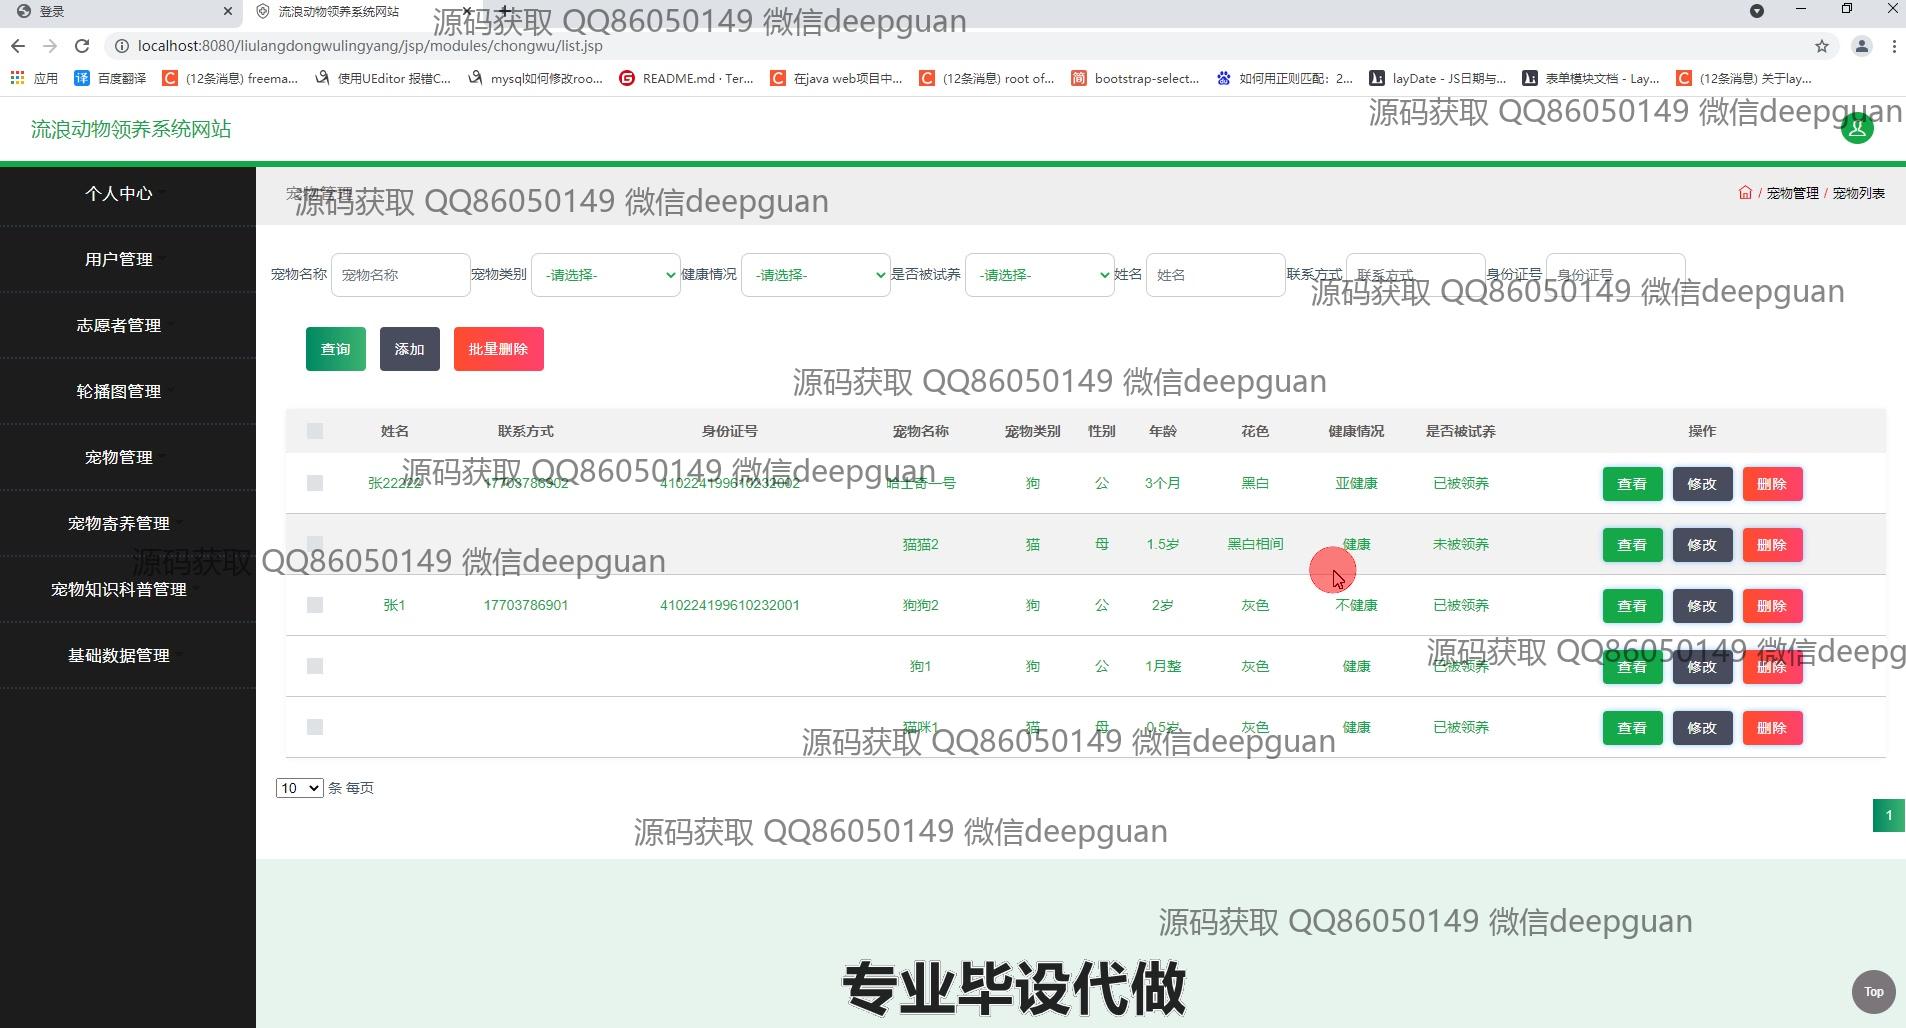 登录
流浪动物领养系统网站
localhost:8080/liulangdongwulingyang/jsp/modules/chongwu/list.jsp
应用 百度翻译 (12条消息) freema... 使用UEditor 报错C... mysql如何修改roo... README.md · Ter... 在java web项目中... (12条消息) root of... bootstrap-select... 如何用正则匹配：2... layDate - JS日期与... 表单模块文档 - Lay... (12条消息) 关于lay...
源码获取 QQ86050149 微信deepguan
流浪动物领养系统网站
源码获取 QQ86050149 微信deepguan
个人中心
用户管理
志愿者管理
轮播图管理
宠物管理
宠物寄养管理
宠物知识科普管理
基础数据管理
宠物管理
源码获取 QQ86050149 微信deepguan
/ 宠物管理 / 宠物列表
宠物名称 宠物名称 宠物类别 -请选择- 健康情况 -请选择- 是否被试养 -请选择- 姓名 姓名 联系方式 联系方式 身份证号 身份证号
源码获取 QQ86050149 微信deepguan
查询 添加 批量删除
源码获取 QQ86050149 微信deepguan
姓名 联系方式 身份证号 宠物名称 宠物类别 性别 年龄 花色 健康情况 是否被试养 操作
张22222 17703786902 410224199610232002 哈士奇一号 狗 公 3个月 黑白 亚健康 已被领养 查看 修改 删除
源码获取 QQ86050149 微信deepguan
猫猫2 猫 母 1.5岁 黑白相间 健康 未被领养 查看 修改 删除
源码获取 QQ86050149 微信deepguan
张1 17703786901 410224199610232001 狗狗2 狗 公 2岁 灰色 不健康 已被领养 查看 修改 删除
狗1 狗 公 1月整 灰色 健康 已被领养 查看 修改 删除
源码获取 QQ86050149 微信deepg
猫咪1 猫 母 0.5岁 灰色 健康 已被领养 查看 修改 删除
源码获取 QQ86050149 微信deepguan
10 条 每页
1
源码获取 QQ86050149 微信deepguan
源码获取 QQ86050149 微信deepguan
专业毕设代做
Top